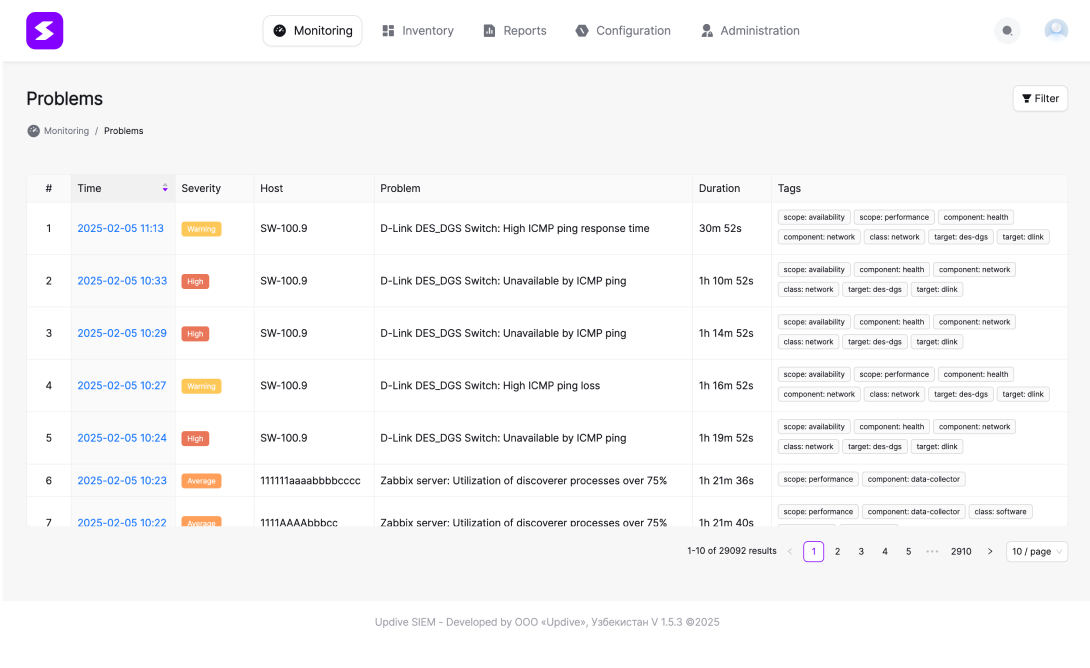 Monitoring Inventory Reports Configuration Administration
Problems
Filter
Monitoring / Problems
# Time Severity Host Problem Duration Tags
1 2025-02-05 11:13 Warning SW-100.9 D-Link DES_DGS Switch: High ICMP ping response time 30m 52s scope: availability scope: performance component: health
component: network class: network target: des-dgs target: dlink
2 2025-02-05 10:33 High SW-100.9 D-Link DES_DGS Switch: Unavailable by ICMP ping 1h 10m 52s scope: availability component: health component: network
class: network target: des-dgs target: dlink
3 2025-02-05 10:29 High SW-100.9 D-Link DES_DGS Switch: Unavailable by ICMP ping 1h 14m 52s scope: availability component: health component: network
class: network target: des-dgs target: dlink
4 2025-02-05 10:27 Warning SW-100.9 D-Link DES_DGS Switch: High ICMP ping loss 1h 16m 52s scope: availability scope: performance component: health
component: network class: network target: des-dgs target: dlink
5 2025-02-05 10:24 High SW-100.9 D-Link DES_DGS Switch: Unavailable by ICMP ping 1h 19m 52s scope: availability component: health component: network
class: network target: des-dgs target: dlink
6 2025-02-05 10:23 Average 111111aaaabbbbcccc Zabbix server: Utilization of discoverer processes over 75% 1h 21m 36s scope: performance component: data-collector
7 2025-02-05 10:22 Average 1111AAAAbbbcc Zabbix server: Utilization of discoverer processes over 75% 1h 21m 40s scope: performance component: data-collector class: software
1-10 of 29092 results < 1 2 3 4 5 ••• 2910 > 10 / page
Updive SIEM - Developed by OOO «Updive», Узбекистан V 1.5.3 ©2025